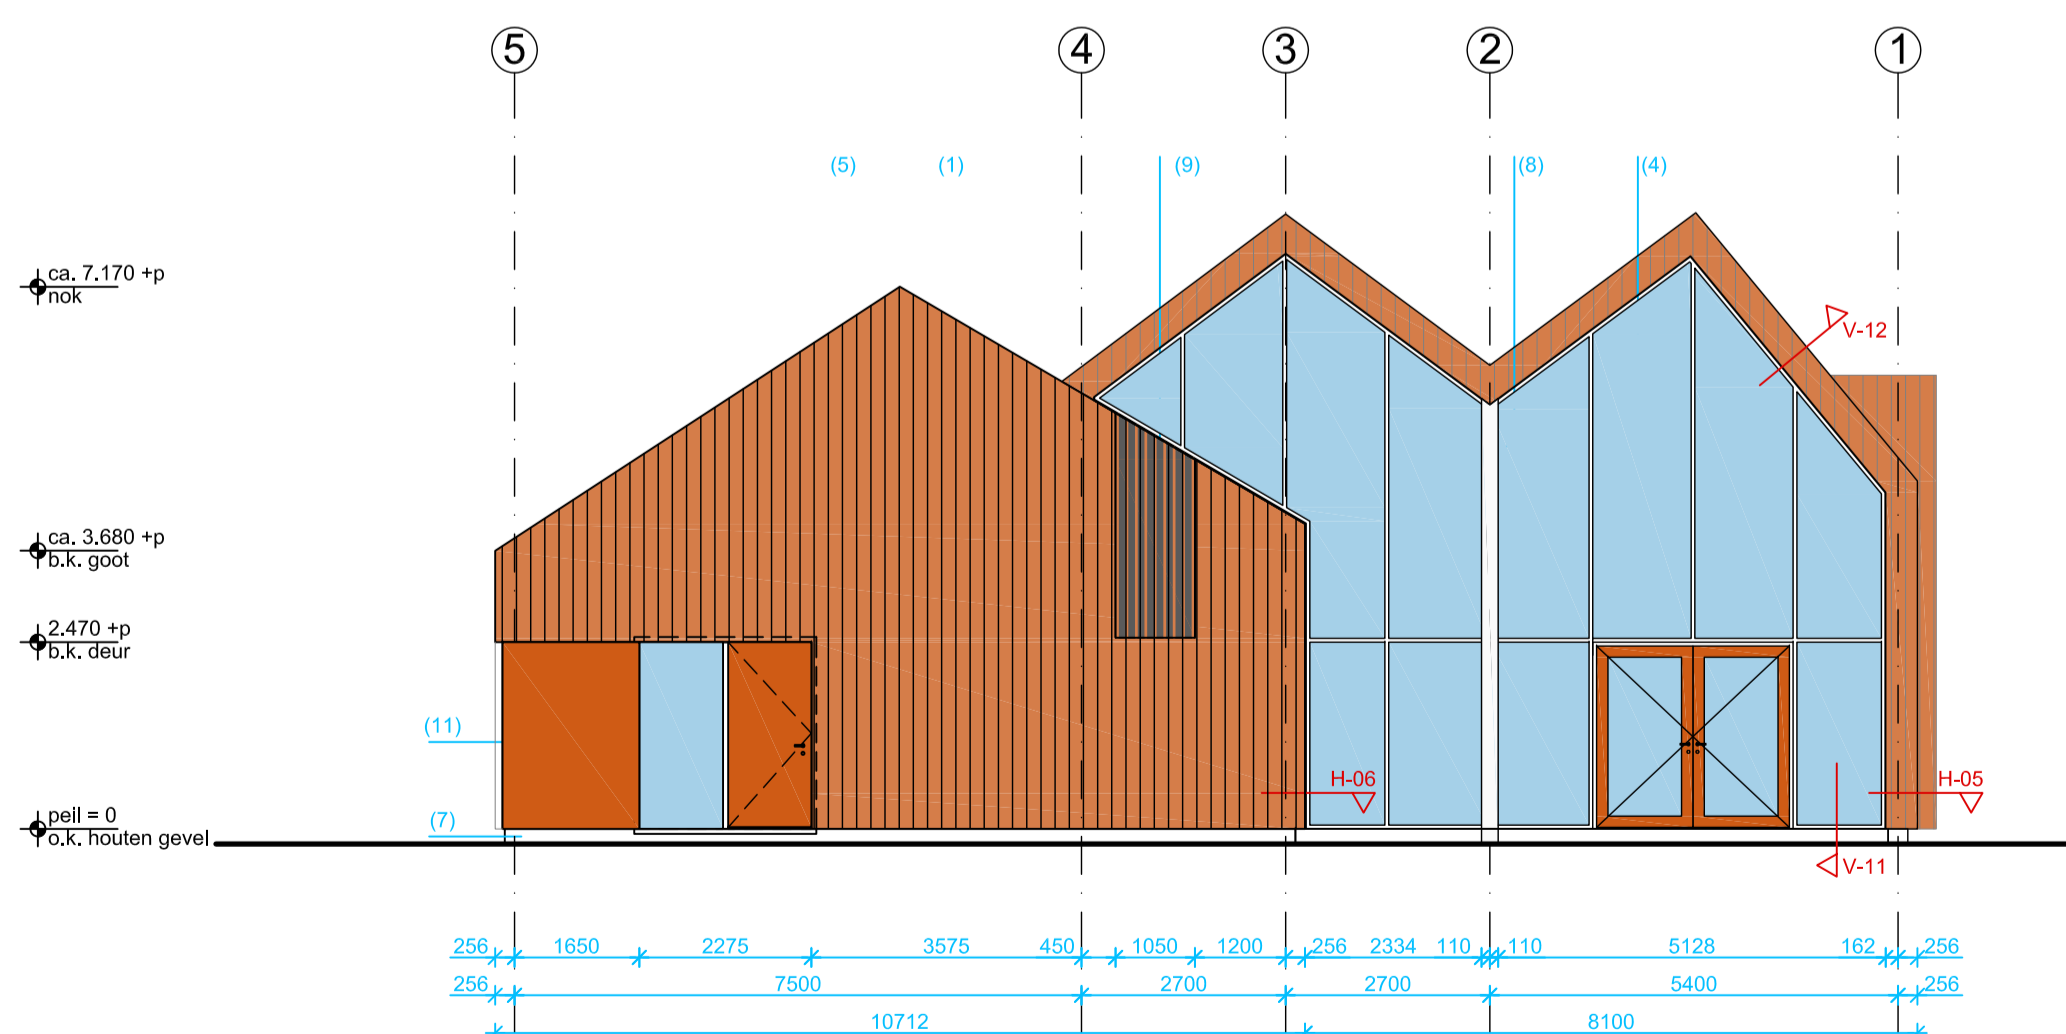 5 4 3 2 1
(5) (1) (9) (8) (4)
ca. 7.170 +p
nok
V-12
ca. 3.680 +p
b.k. goot
2.470 +p
b.k. deur
(11)
H-06 H-05
peil = 0
(7)
o.k. houten gevel
V-11
256 1650 2275 3575 450 1050 1200 256 2334 110 110 5128 162 256
256 7500 2700 2700 5400 256
10712 8100